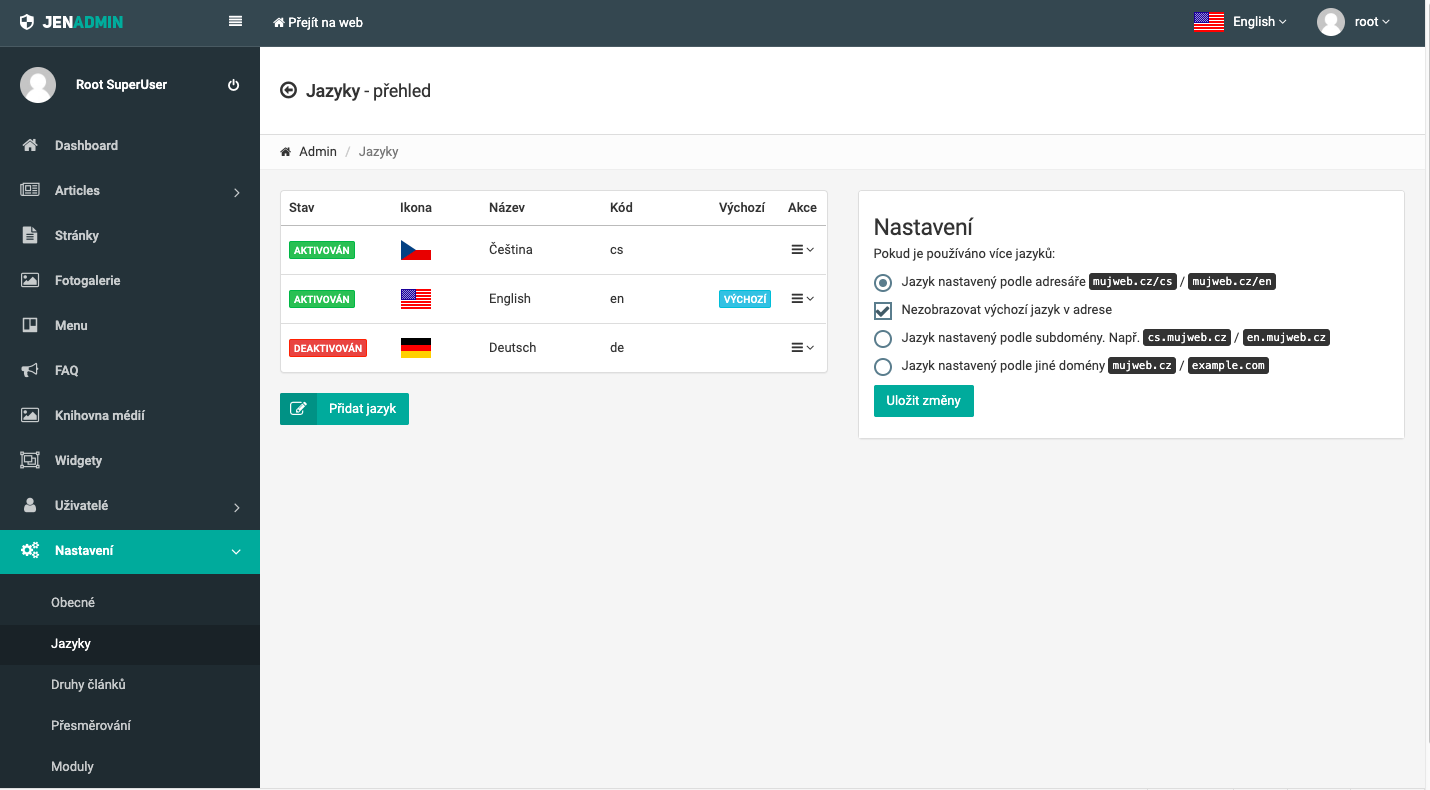 JENADMIN
Přejít na web
English
root
Root SuperUser
Dashboard
Articles
Stránky
Fotogalerie
Menu
FAQ
Knihovna médií
Widgety
Uživatelé
Nastavení
Obecné
Jazyky
Druhy článků
Přesměrování
Moduly
Jazyky - přehled
Admin / Jazyky
Stav Ikona Název Kód Výchozí Akce
AKTIVOVÁN Čeština cs
AKTIVOVÁN English en VÝCHOZÍ
DEAKTIVOVÁN Deutsch de
Přidat jazyk
Nastavení
Pokud je používáno více jazyků:
Jazyk nastavený podle adresáře mujweb.cz/cs / mujweb.cz/en
Nezobrazovat výchozí jazyk v adrese
Jazyk nastavený podle subdomény. Např. cs.mujweb.cz / en.mujweb.cz
Jazyk nastavený podle jiné domény mujweb.cz / example.com
Uložit změny